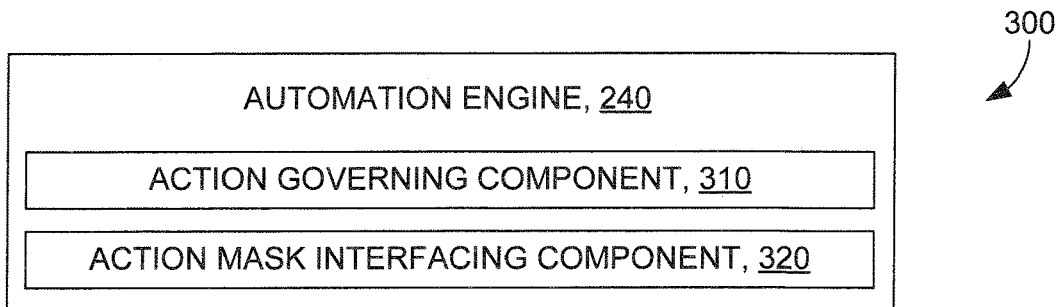 300
AUTOMATION ENGINE, 240
ACTION GOVERNING COMPONENT, 310
ACTION MASK INTERFACING COMPONENT, 320